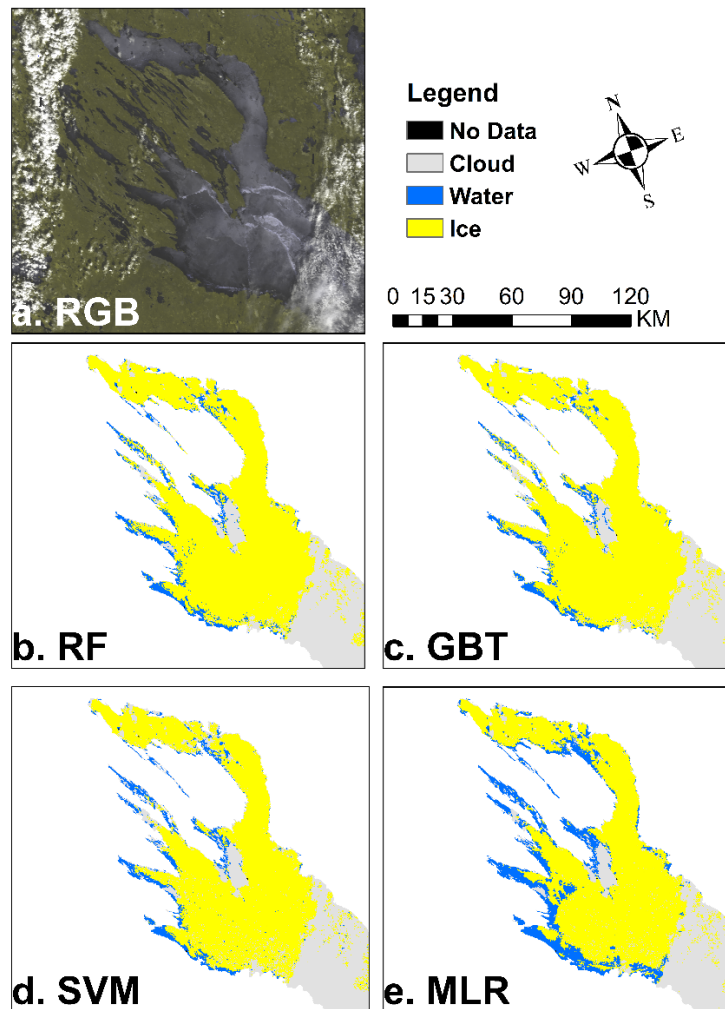 a. RGB
Legend
No Data
Cloud
Water
Ice
N
E
W
S
0 15 30 60 90 120
KM
b. RF
c. GBT
d. SVM
e. MLR